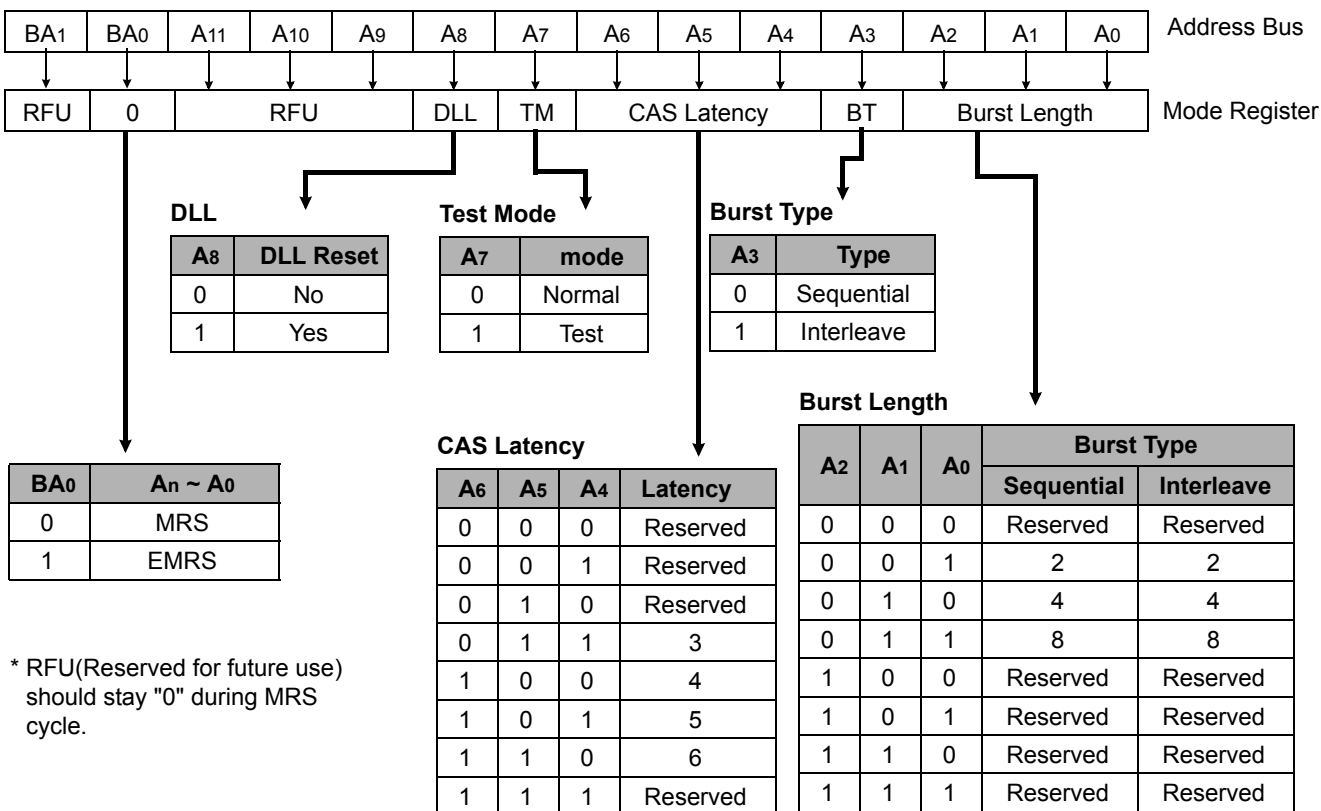 BA1 BA0 A11 A10 A9 A8 A7 A6 A5 A4 A3 A2 A1 A0 Address Bus
RFU 0 RFU DLL TM CAS Latency BT Burst Length Mode Register
DLL
A8 DLL Reset
0 No
1 Yes
Test Mode
A7 mode
0 Normal
1 Test
Burst Type
A3 Type
0 Sequential
1 Interleave
BA0 An ~ A0
0 MRS
1 EMRS
* RFU(Reserved for future use)
should stay "0" during MRS
cycle.
CAS Latency
A6 A5 A4 Latency
0 0 0 Reserved
0 0 1 Reserved
0 1 0 Reserved
0 1 1 3
1 0 0 4
1 0 1 5
1 1 0 6
1 1 1 Reserved
Burst Length
A2 A1 A0 Burst Type
Sequential Interleave
0 0 0 Reserved Reserved
0 0 1 2 2
0 1 0 4 4
0 1 1 8 8
1 0 0 Reserved Reserved
1 0 1 Reserved Reserved
1 1 0 Reserved Reserved
1 1 1 Reserved Reserved